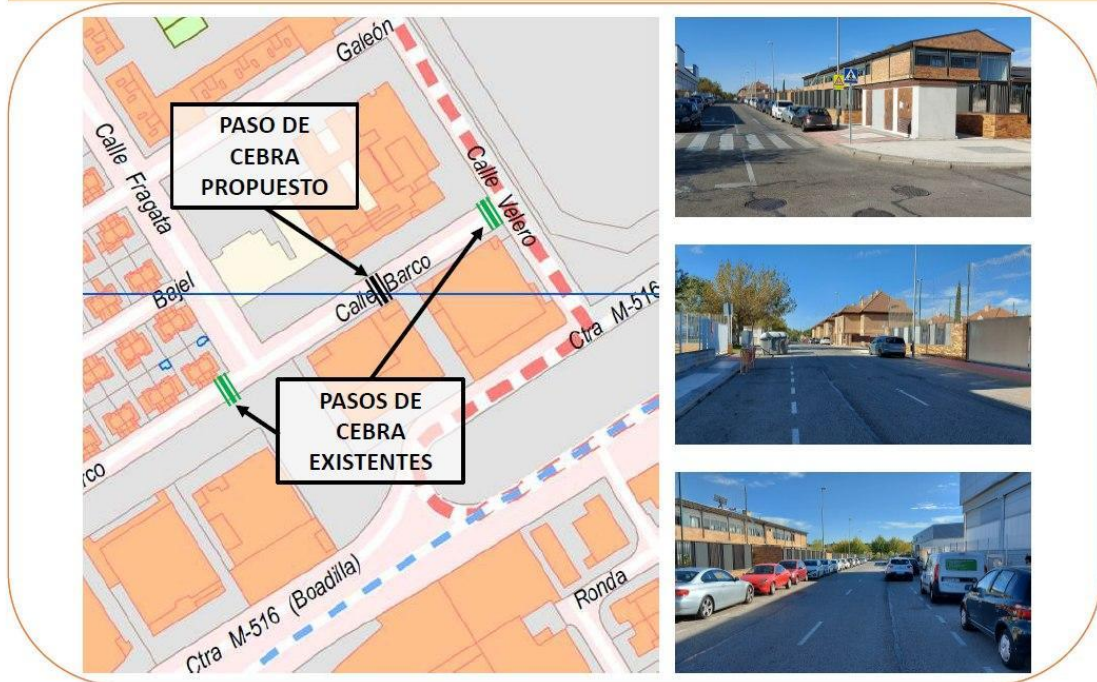 Galeón
PASO DE
CEBRA
PROPUESTO
Calle Fragata
Calle Velero
Bajel
Calle Barco
Ctra M-516
PASOS DE
CEBRA
EXISTENTES
rco
Ctra M-516 (Boadilla)
Ronda